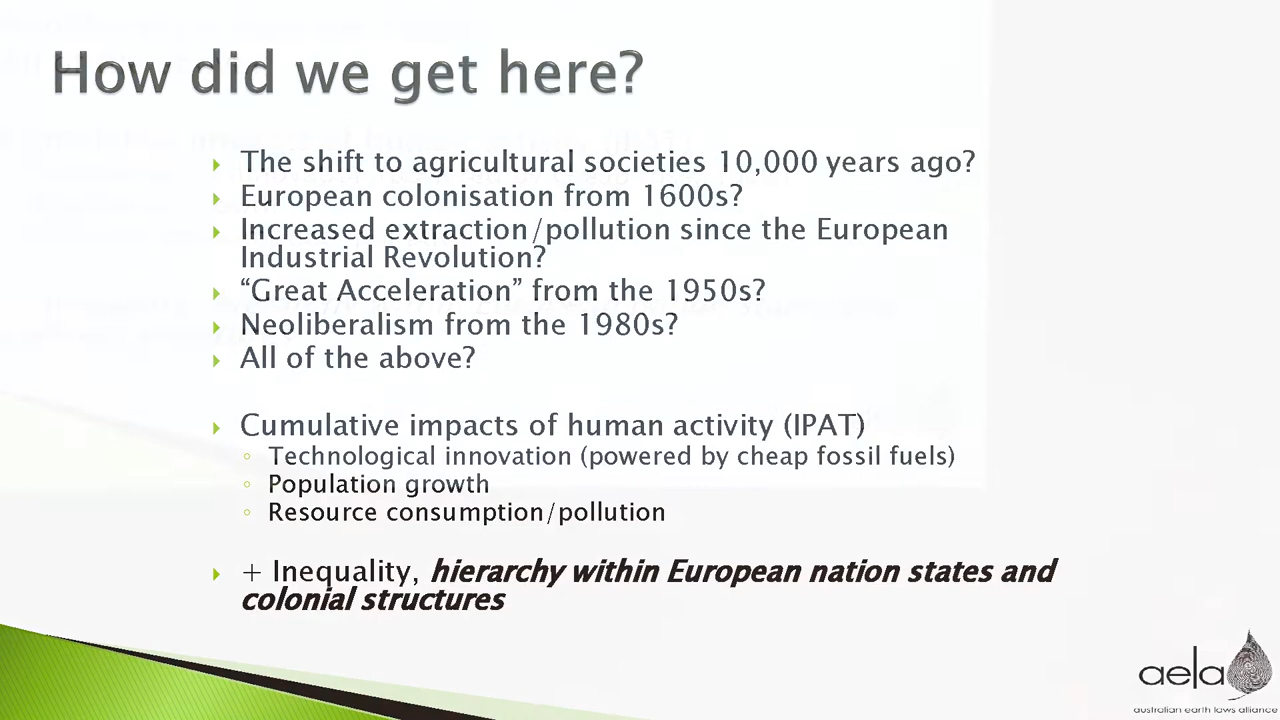 How did we get here?
The shift to agricultural societies 10,000 years ago?
European colonisation from 1600s?
Increased extraction/pollution since the European
Industrial Revolution?
“Great Acceleration” from the 1950s?
Neoliberalism from the 1980s?
All of the above?
Cumulative impacts of human activity (IPAT)
Technological innovation (powered by cheap fossil fuels)
Population growth
Resource consumption/pollution
+ Inequality, hierarchy within European nation states and
colonial structures
aela
australian earth laws alliance